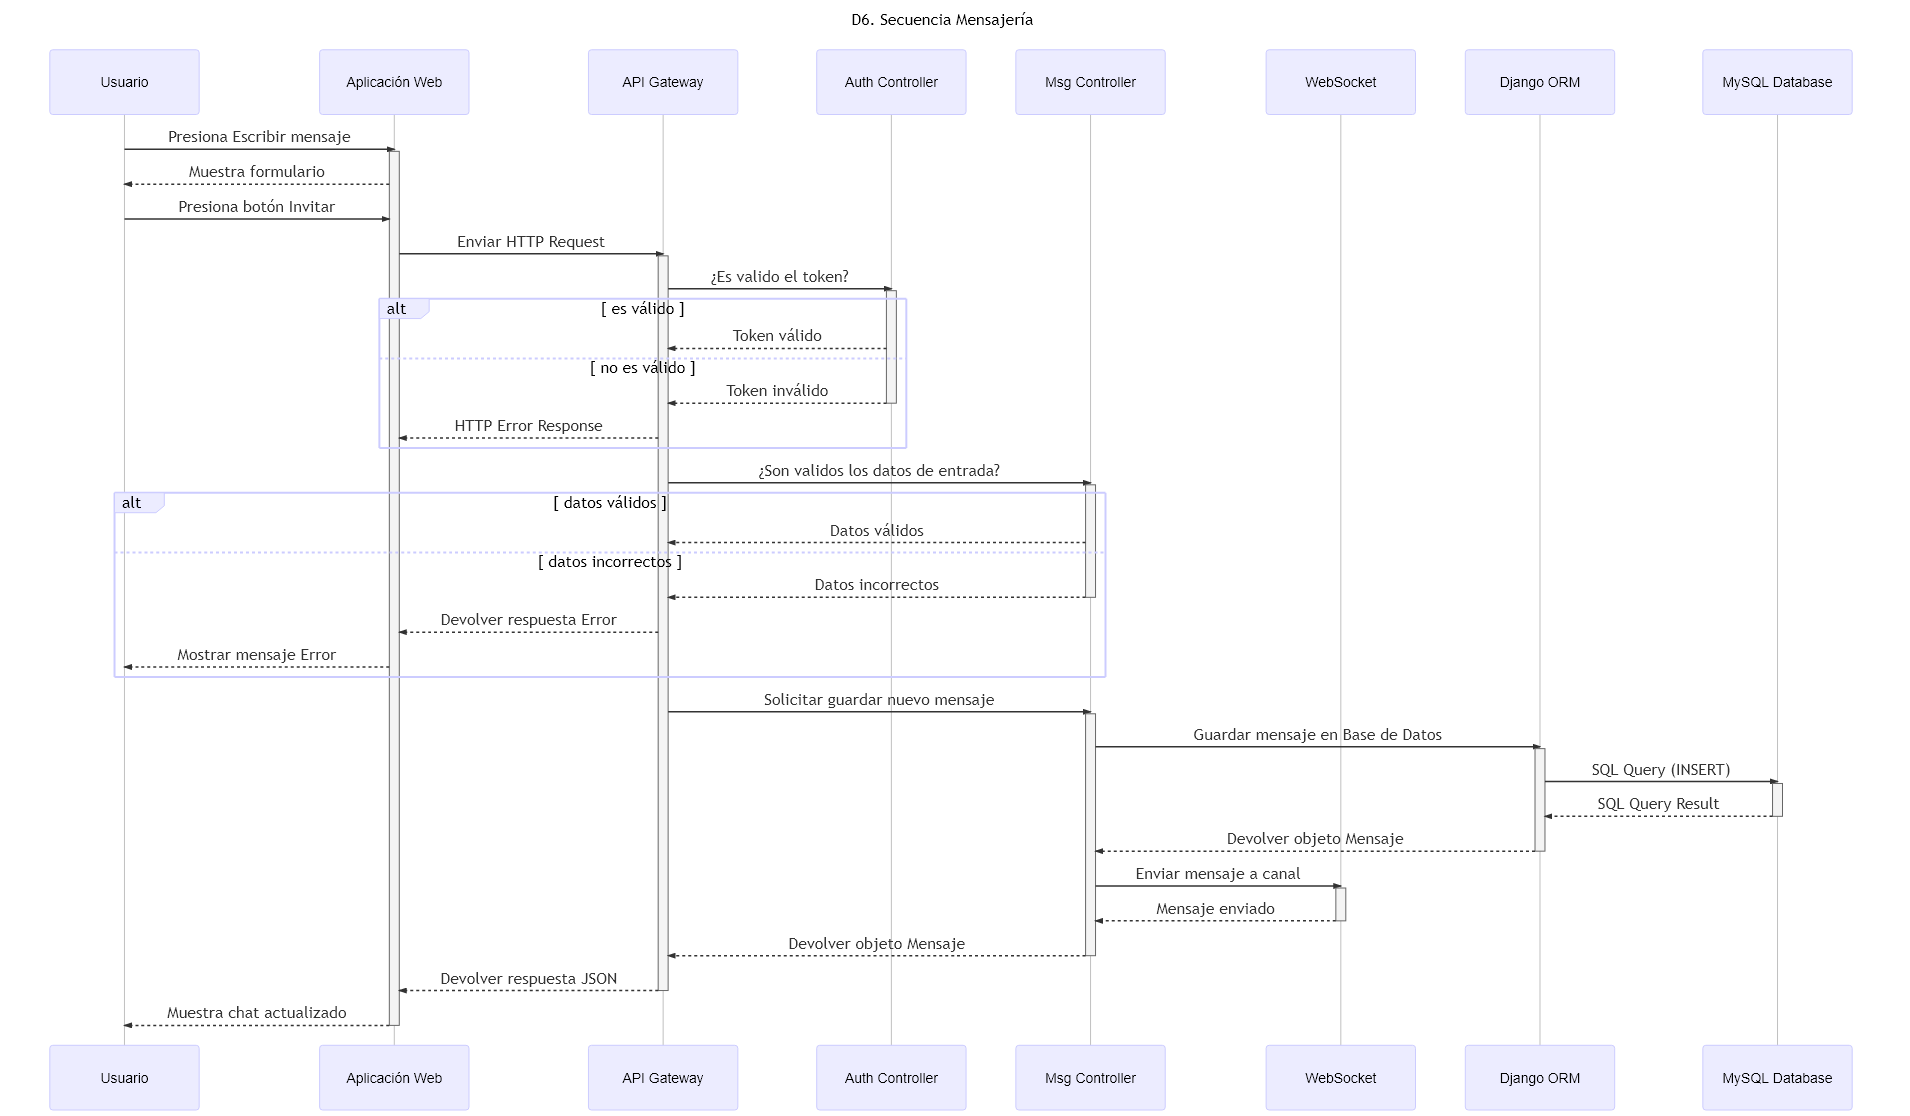 D6. Secuencia Mensajería
Usuario
Aplicación Web
API Gateway
Auth Controller
Msg Controller
WebSocket
Django ORM
MySQL Database
Presiona Escribir mensaje
Muestra formulario
Presiona botón Invitar
Enviar HTTP Request
¿Es valido el token?
alt
[ es válido ]
Token válido
[ no es válido ]
Token inválido
HTTP Error Response
¿Son validos los datos de entrada?
alt
[ datos válidos ]
Datos válidos
[ datos incorrectos ]
Datos incorrectos
Devolver respuesta Error
Mostrar mensaje Error
Solicitar guardar nuevo mensaje
Guardar mensaje en Base de Datos
SQL Query (INSERT)
SQL Query Result
Devolver objeto Mensaje
Enviar mensaje a canal
Mensaje enviado
Devolver objeto Mensaje
Devolver respuesta JSON
Muestra chat actualizado
Usuario
Aplicación Web
API Gateway
Auth Controller
Msg Controller
WebSocket
Django ORM
MySQL Database